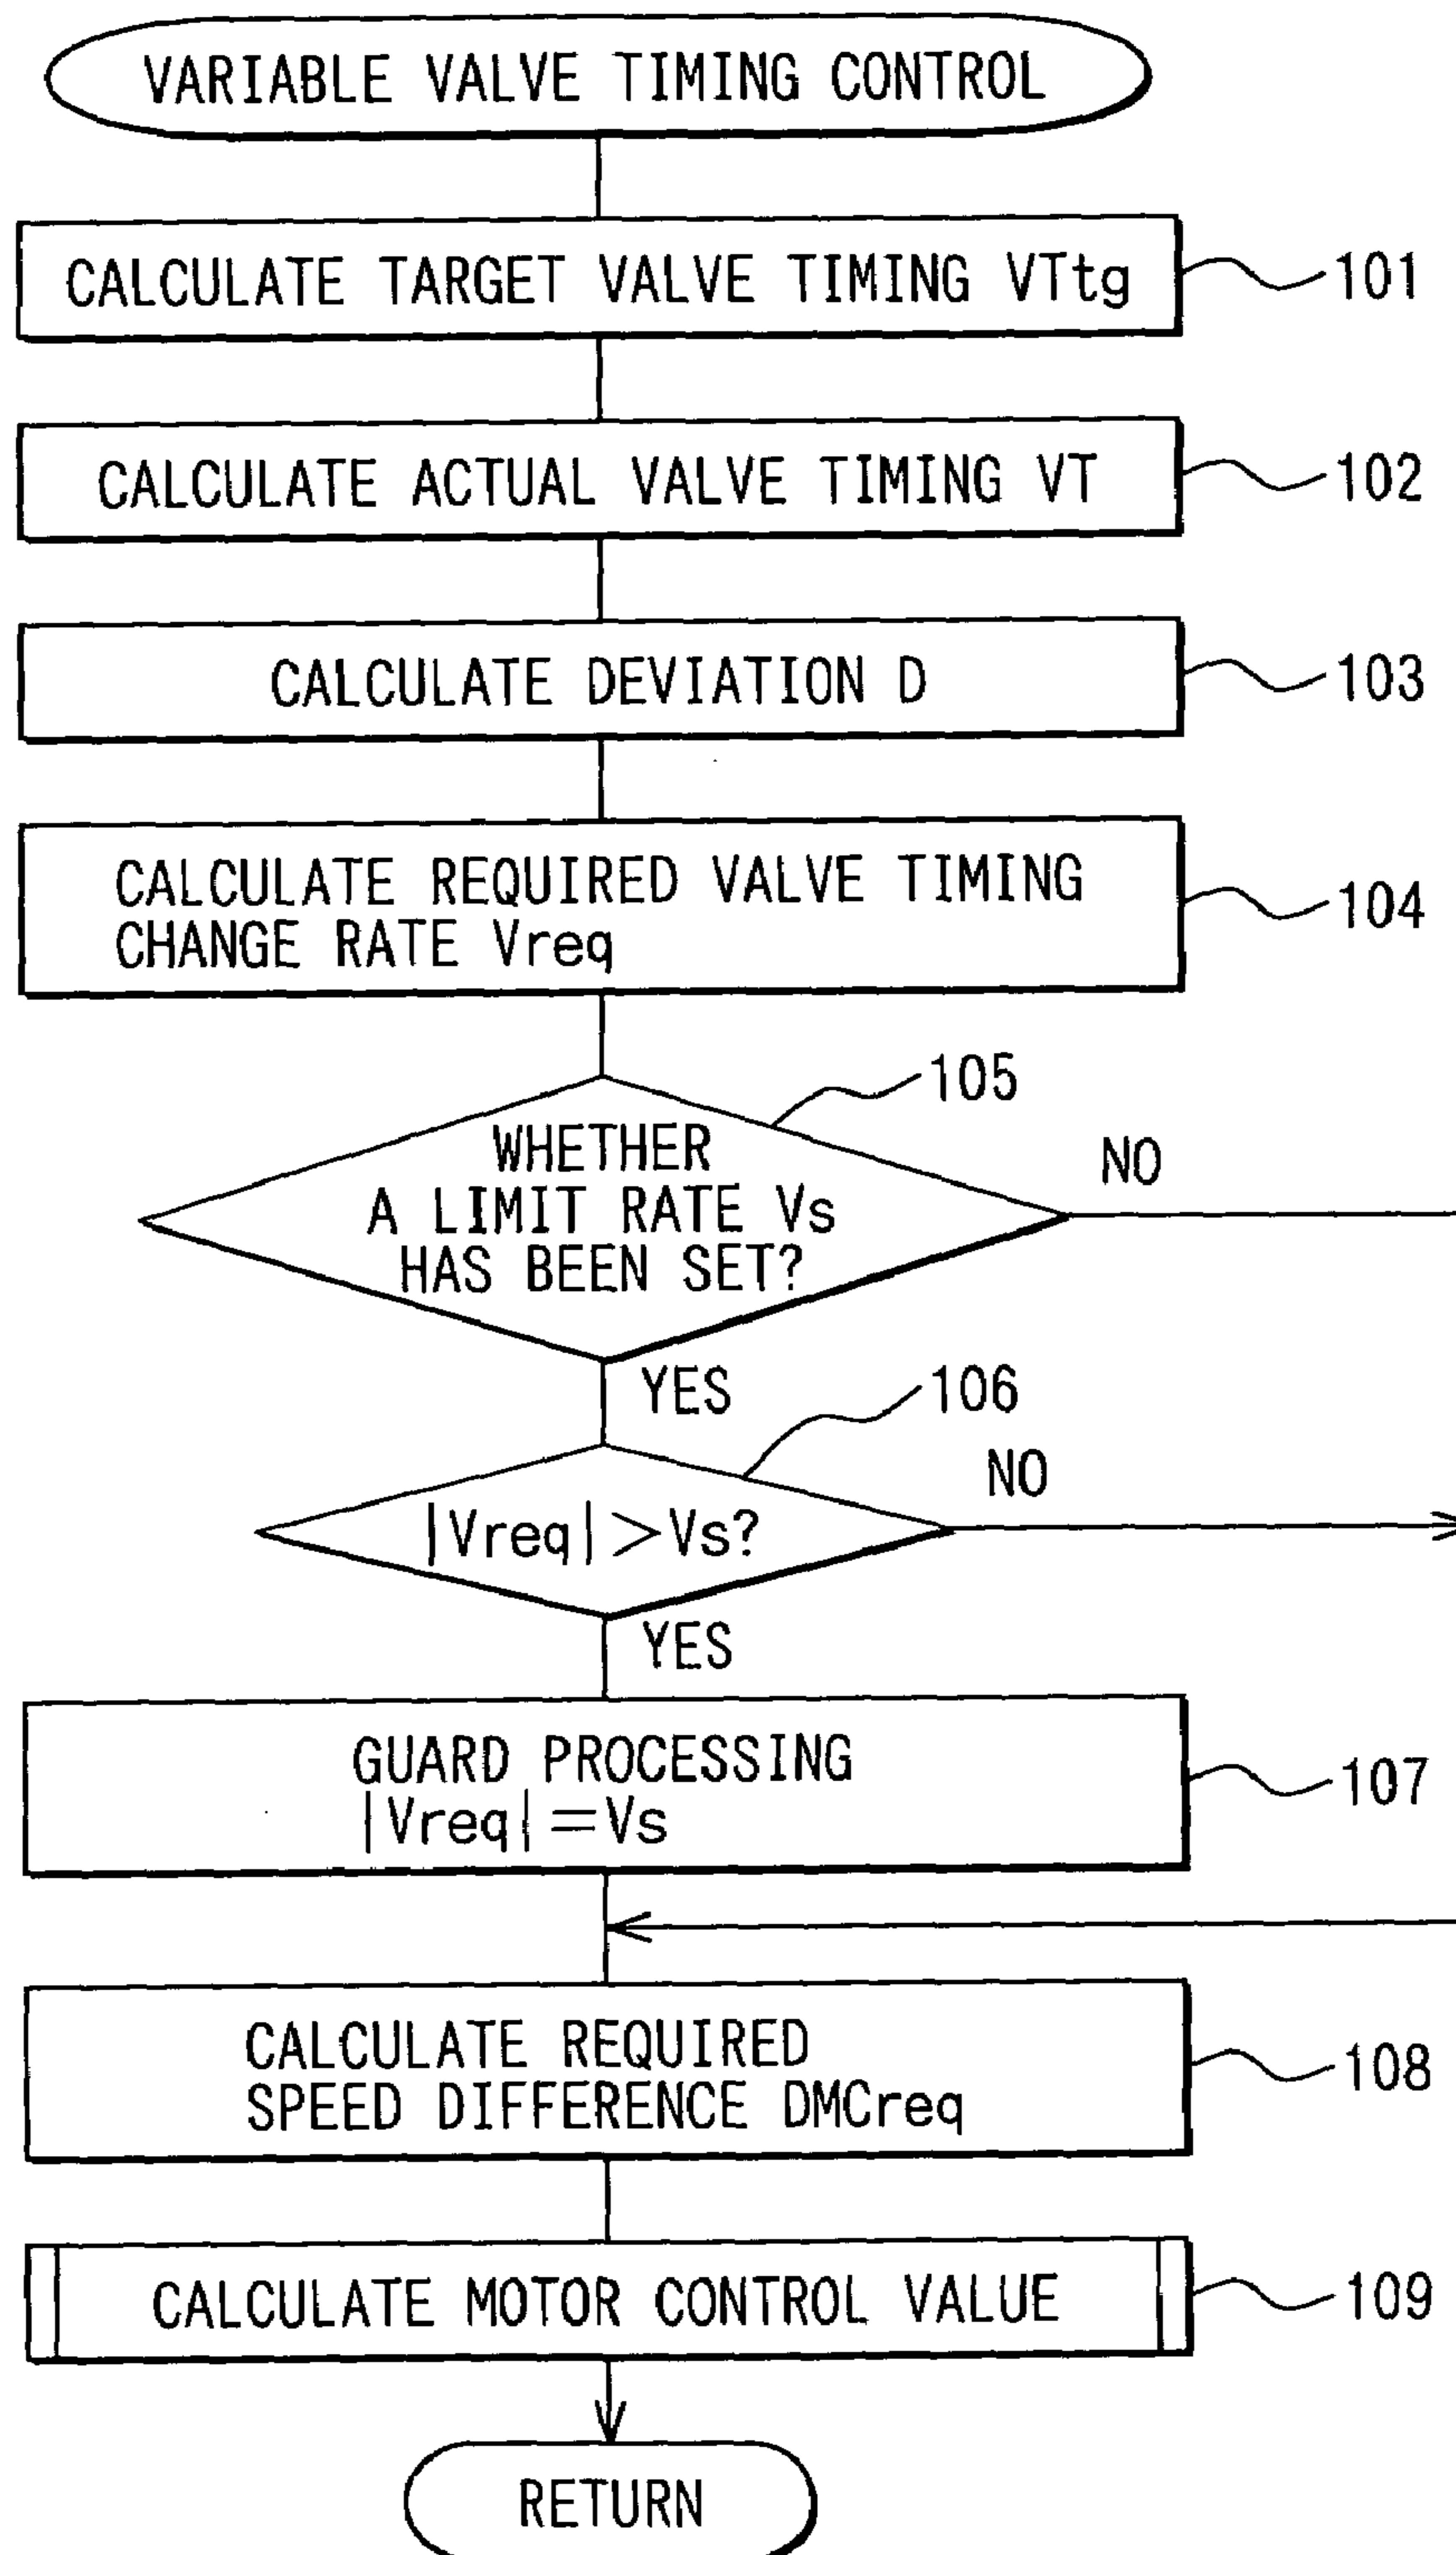 VARIABLE VALVE TIMING CONTROL
CALCULATE TARGET VALVE TIMING VTtg
101
CALCULATE ACTUAL VALVE TIMING VT
102
CALCULATE DEVIATION D
103
CALCULATE REQUIRED VALVE TIMING
CHANGE RATE Vreq
104
105
WHETHER
A LIMIT RATE Vs
HAS BEEN SET?
NO
YES
106
|Vreq|>Vs?
NO
YES
GUARD PROCESSING
|Vreq|=Vs
107
CALCULATE REQUIRED
SPEED DIFFERENCE DMCreq
108
CALCULATE MOTOR CONTROL VALUE
109
RETURN